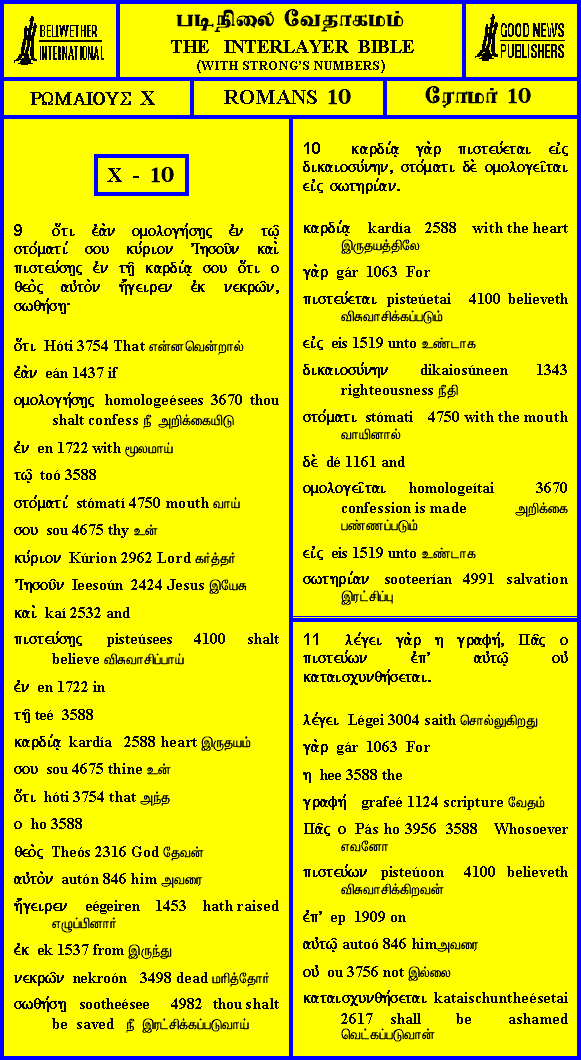 BELLWETHER
INTERNATIONAL
படிநிலை வேதாகமம்
THE INTERLAYER BIBLE
(WITH STRONG'S NUMBERS)
GOOD NEWS
PUBLISHERS
ΡΩΜΑΙΟΥΣ X
ROMANS 10
ரோமர் 10
X - 10
9 ὅτι ἐὰν ομολογήσῃς ἐν τῷ
στόματί σου κύριον Ἰησοῦν καὶ
πιστεύσῃς ἐν τῇ καρδίᾳ σου ὅτι ο
θεὸς αὐτὸν ἤγειρεν ἐκ νεκρῶν,
σωθήσῃ·
ὅτι Hóti 3754 That என்னவென்றால்
ἐὰν eán 1437 if
ομολογήσῃς homologeésees 3670 thou
shalt confess நீ அறிக்கையிடு
ἐν en 1722 with மூலமாய்
τῷ toó 3588
στόματί stómatí 4750 mouth வாய்
σου sou 4675 thy உன்
κύριον Kúrion 2962 Lord கர்த்தர்
Ἰησοῦν Ieesoún 2424 Jesus இயேசு
καὶ kaí 2532 and
πιστεύσῃς pisteúsees 4100 shalt
believe விசுவாசிப்பாய்
ἐν en 1722 in
τῇ teé 3588
καρδίᾳ kardía 2588 heart இருதயம்
σου sou 4675 thine உன்
ὅτι hóti 3754 that அந்த
ο ho 3588
θεὸς Theós 2316 God தேவன்
αὐτὸν autón 846 him அவரை
ἤγειρεν eégeiren 1453 hath raised
எழுப்பினார்
ἐκ ek 1537 from இருந்து
νεκρῶν nekroón 3498 dead மரித்தோர்
σωθήσῃ sootheésee 4982 thou shalt
be saved நீ இரட்சிக்கப்படுவாய்
10 καρδίᾳ γὰρ πιστεύεται εἰς
δικαιοσύνην, στόματι δὲ ομολογεῖται
εἰς σωτηρίαν.
καρδίᾳ kardía 2588 with the heart
இருதயத்திலே
γὰρ gár 1063 For
πιστεύεται pisteúetai 4100 believeth
விசுவாசிக்கப்படும்
εἰς eis 1519 unto உண்டாக
δικαιοσύνην dikaiosúneen 1343
righteousness நீதி
στόματι stómati 4750 with the mouth
வாயினால்
δὲ dé 1161 and
ομολογεῖται homologeítai 3670
confession is made அறிக்கை
பண்ணப்படும்
εἰς eis 1519 unto உண்டாக
σωτηρίαν sooteerían 4991 salvation
இரட்சிப்பு
11 λέγει γὰρ η γραφή, Πᾶς ο
πιστεύων ἐπ' αὐτῷ οὐ
καταισχυνθήσεται.
λέγει Légei 3004 saith சொல்லுகிறது
γὰρ gár 1063 For
η hee 3588 the
γραφή grafeé 1124 scripture வேதம்
Πᾶς ο Pás ho 3956 3588 Whosoever
எவனோ
πιστεύων pisteúoon 4100 believeth
விசுவாசிக்கிறவன்
ἐπ' ep 1909 on
αὐτῷ autoó 846 himஅவரை
οὐ ou 3756 not இல்லை
καταισχυνθήσεται kataischuntheésetai
2617 shall be ashamed
வெட்கப்படுவான்